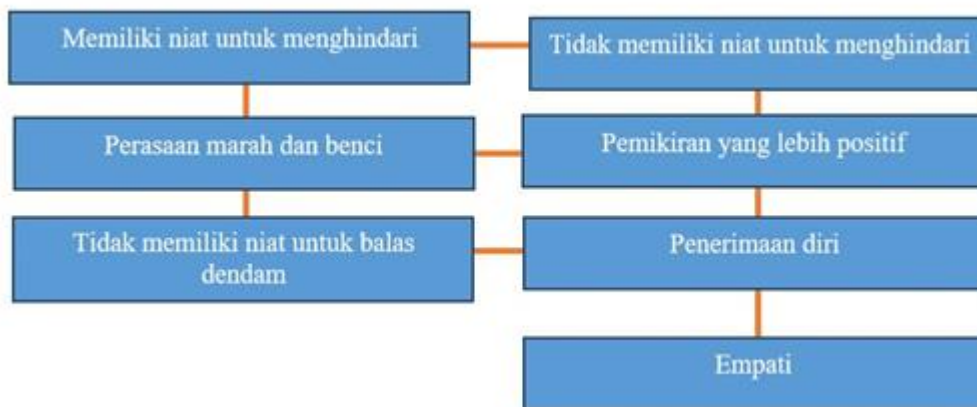 Memiliki niat untuk menghindari
Tidak memiliki niat untuk menghindari
Perasaan marah dan benci
Pemikiran yang lebih positif
Tidak memiliki niat untuk balas
dendam
Penerimaan diri
Empati